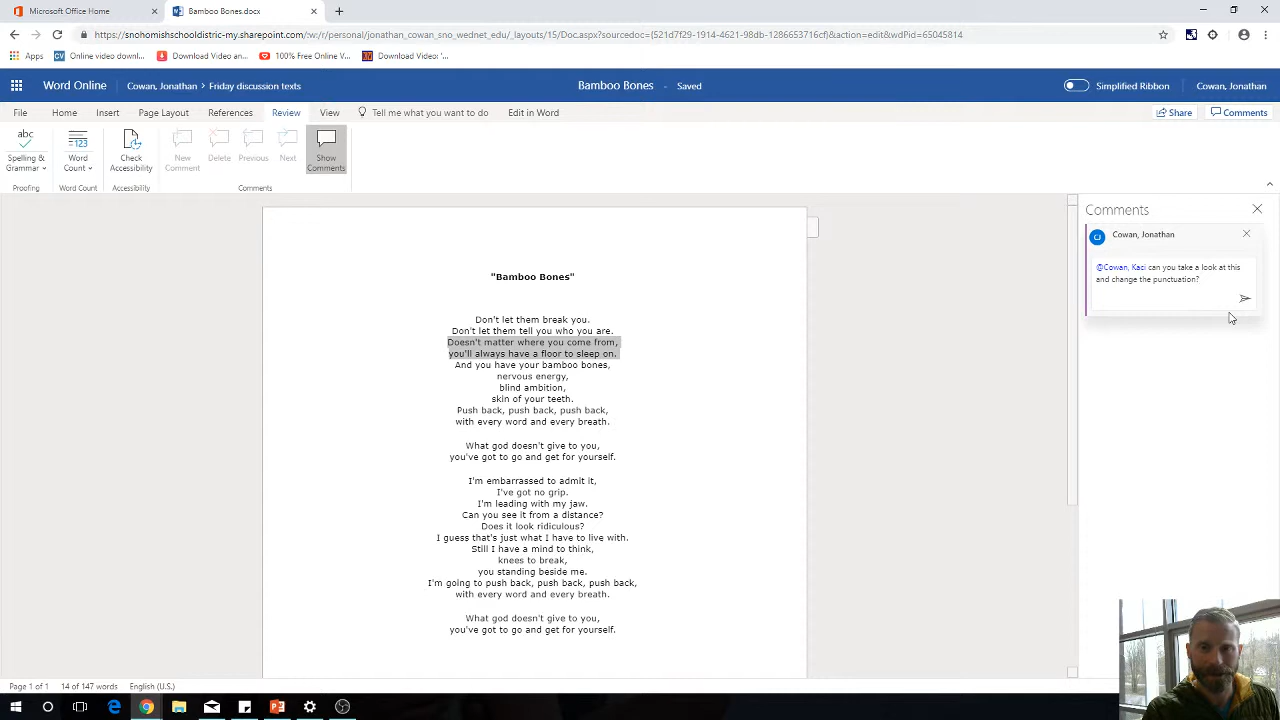 Microsoft Office Home
Bamboo Bones.docx
https://snohomishschooldistric-my.sharepoint.com/:w:/r/personal/jonathan_cowan_sno_wednet_edu/_layouts/15/Doc.aspx?sourcedoc={521d7f29-1914-4621-98db-1286653716cf}&action=edit&wdPid=65045814
Apps Online video downl... Download Video an... 100% Free Online V... Download Video: '...
Word Online Cowan, Jonathan > Friday discussion texts Bamboo Bones - Saved Simplified Ribbon Cowan, Jonathan
File Home Insert Page Layout References Review View Tell me what you want to do Edit in Word Share Comments
abc
123
Spelling & Grammar
Word Count
Check Accessibility
New Comment
Delete
Previous
Next
Show Comments
Proofing Word Count Accessibility Comments
"Bamboo Bones"
Don't let them break you.
Don't let them tell you who you are.
Doesn't matter where you come from,
you'll always have a floor to sleep on.
And you have your bamboo bones,
nervous energy,
blind ambition,
skin of your teeth.
Push back, push back, push back,
with every word and every breath.
What god doesn't give to you,
you've got to go and get for yourself.
I'm embarrassed to admit it,
I've got no grip.
I'm leading with my jaw.
Can you see it from a distance?
Does it look ridiculous?
I guess that's just what I have to live with.
Still I have a mind to think,
knees to break,
you standing beside me.
I'm going to push back, push back, push back,
with every word and every breath.
What god doesn't give to you,
you've got to go and get for yourself.
Comments
CJ Cowan, Jonathan
@Cowan, Kaci can you take a look at this
and change the punctuation?
Page 1 of 1 14 of 147 words English (U.S.)